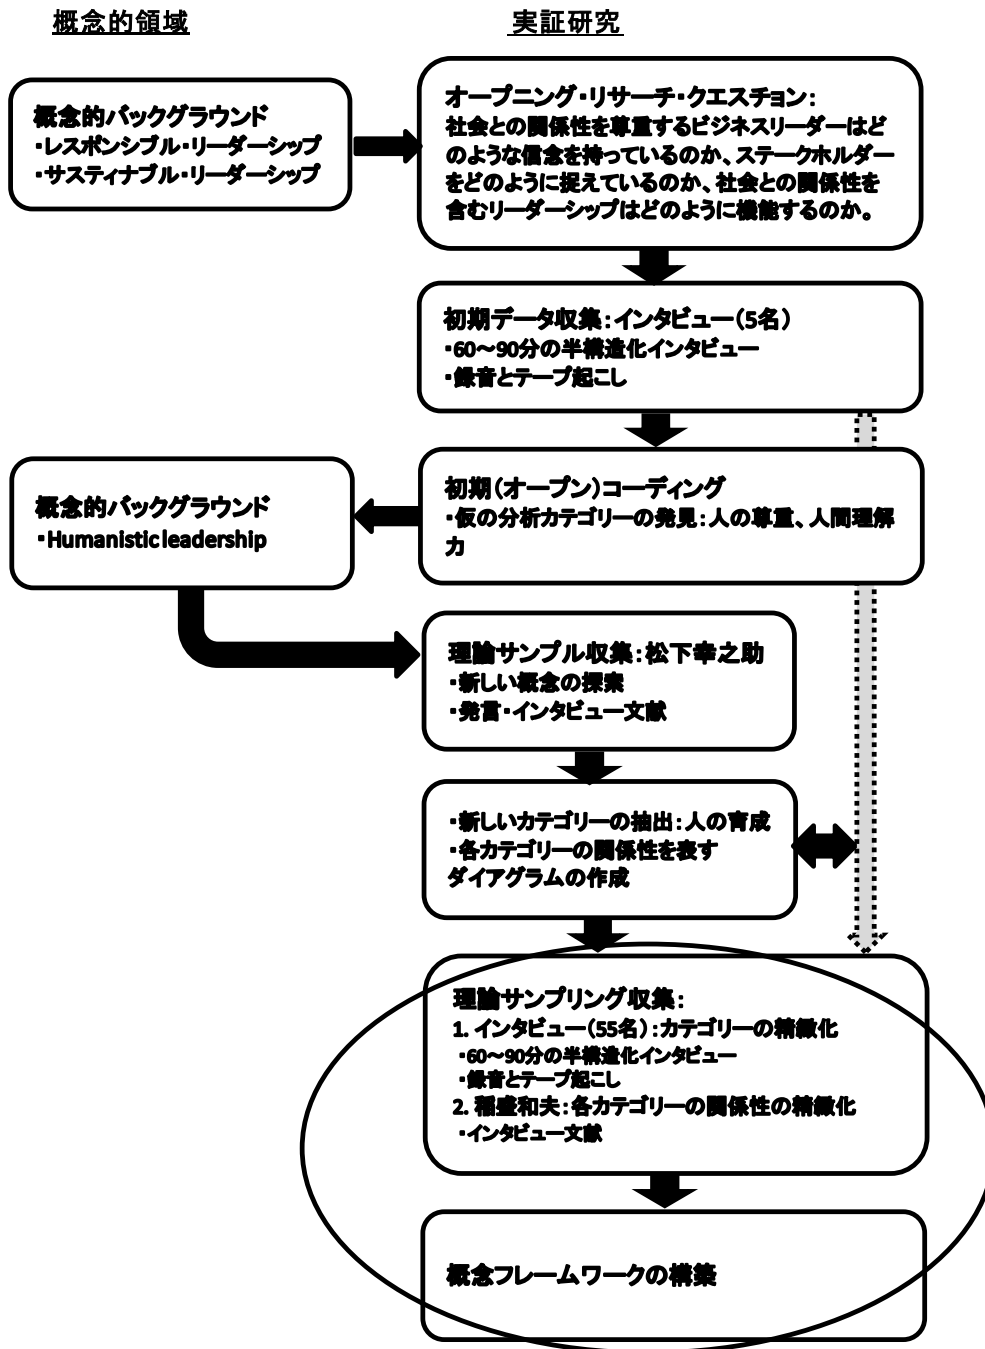 概念的領域
実証研究
概念的バックグラウンド
・レスポンシブル・リーダーシップ
・サスティナブル・リーダーシップ
オープニング・リサーチ・クエスチョン：
社会との関係性を尊重するビジネスリーダーはど
のような信念を持っているのか、ステークホルダー
をどのように捉えているのか、社会との関係性を
含むリーダーシップはどのように機能するのか。
初期データ収集：インタビュー（5名）
・60～90分の半構造化インタビュー
・録音とテープ起こし
初期（オープン）コーディング
・仮の分析カテゴリーの発見：人の尊重、人間理解
力
概念的バックグラウンド
・Humanistic leadership
理論サンプル収集：松下幸之助
・新しい概念の探索
・発言・インタビュー文献
・新しいカテゴリーの抽出：人の育成
・各カテゴリーの関係性を表す
ダイアグラムの作成
理論サンプリング収集：
1. インタビュー（55名）：カテゴリーの精緻化
・60～90分の半構造化インタビュー
・録音とテープ起こし
2. 稲盛和夫：各カテゴリーの関係性の精緻化
・インタビュー文献
概念フレームワークの構築